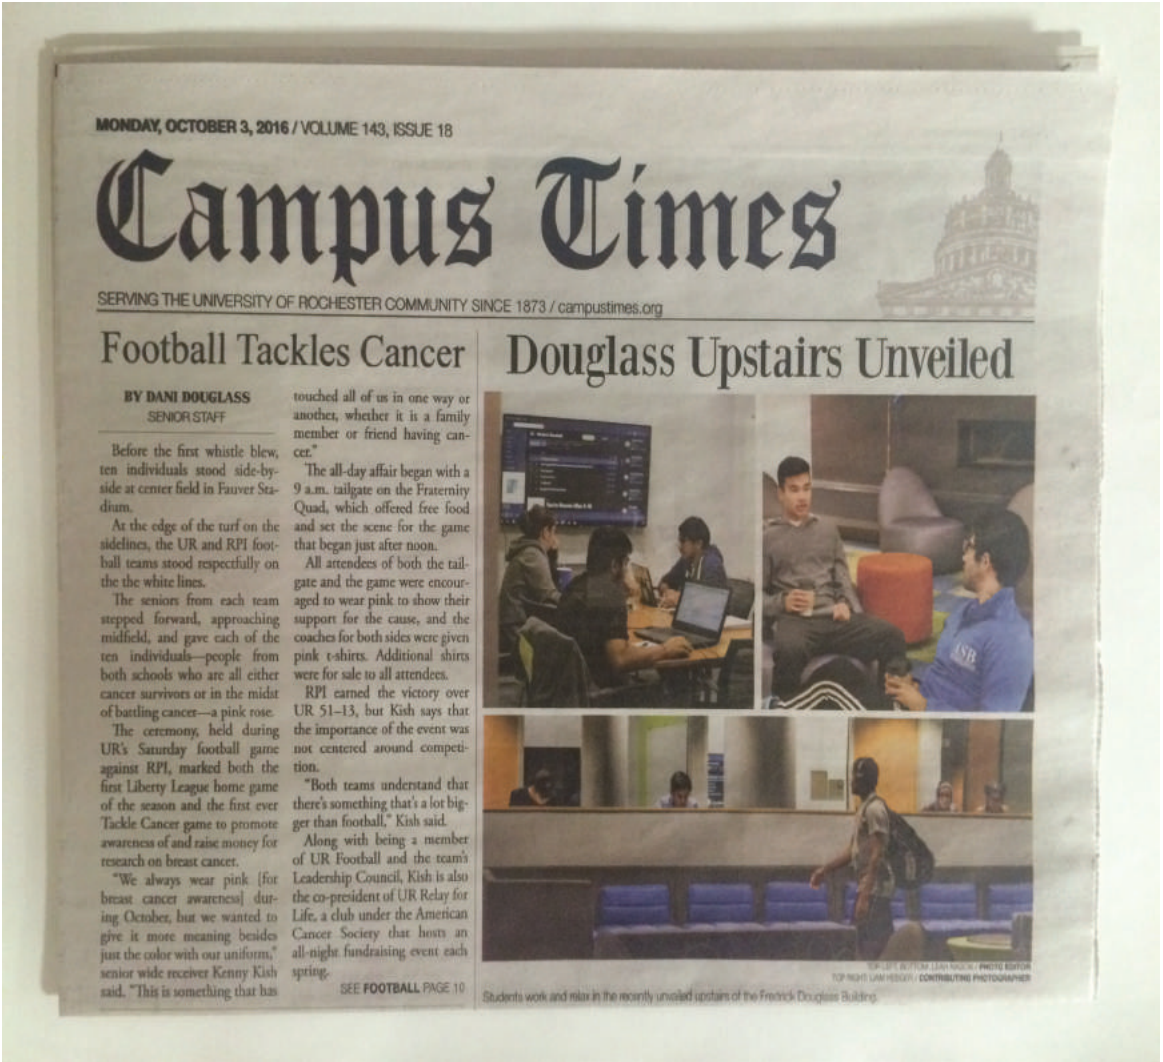 MONDAY, OCTOBER 3, 2016 / VOLUME 143, ISSUE 18
Campus Times
SERVING THE UNIVERSITY OF ROCHESTER COMMUNITY SINCE 1873 / campustimes.org
Football Tackles Cancer
BY DANI DOUGLASS
SENIOR STAFF
Before the first whistle blew,
ten individuals stood side-by-
side at center field in Fauver Sta-
dium.
At the edge of the turf on the
sidelines, the UR and RPI foot-
ball teams stood respectfully on
the the white lines.
The seniors from each team
stepped forward, approaching
midfield, and gave each of the
ten individuals—people from
both schools who are all either
cancer survivors or in the midst
of battling cancer—a pink rose.
The ceremony, held during
UR's Saturday football game
against RPI, marked both the
first Liberty League home game
of the season and the first ever
Tackle Cancer game to promote
awareness of and raise money for
research on breast cancer.
"We always wear pink [for
breast cancer awareness] dur-
ing October, but we wanted to
give it more meaning besides
just the color with our uniform,"
senior wide receiver Kenny Kish
said. "This is something that has
touched all of us in one way or
another, whether it is a family
member or friend having can-
cer."
The all-day affair began with a
9 a.m. tailgate on the Fraternity
Quad, which offered free food
and set the scene for the game
that began just after noon.
All attendees of both the tail-
gate and the game were encour-
aged to wear pink to show their
support for the cause, and the
coaches for both sides were given
pink t-shirts. Additional shirts
were for sale to all attendees.
RPI earned the victory over
UR 51–13, but Kish says that
the importance of the event was
not centered around competi-
tion.
"Both teams understand that
there's something that's a lot big-
ger than football," Kish said.
Along with being a member
of UR Football and the team's
Leadership Council, Kish is also
the co-president of UR Relay for
Life, a club under the American
Cancer Society that hosts an
all-night fundraising event each
spring.
SEE FOOTBALL PAGE 10
Douglass Upstairs Unveiled
ASB
TOP LEFT, BOTTOM: LEAH NASON / PHOTO EDITOR
TOP RIGHT: / CONTRIBUTING PHOTOGRAPHER
Students work and relax in the recently unveiled upstairs of the Fredrick Douglass Building.